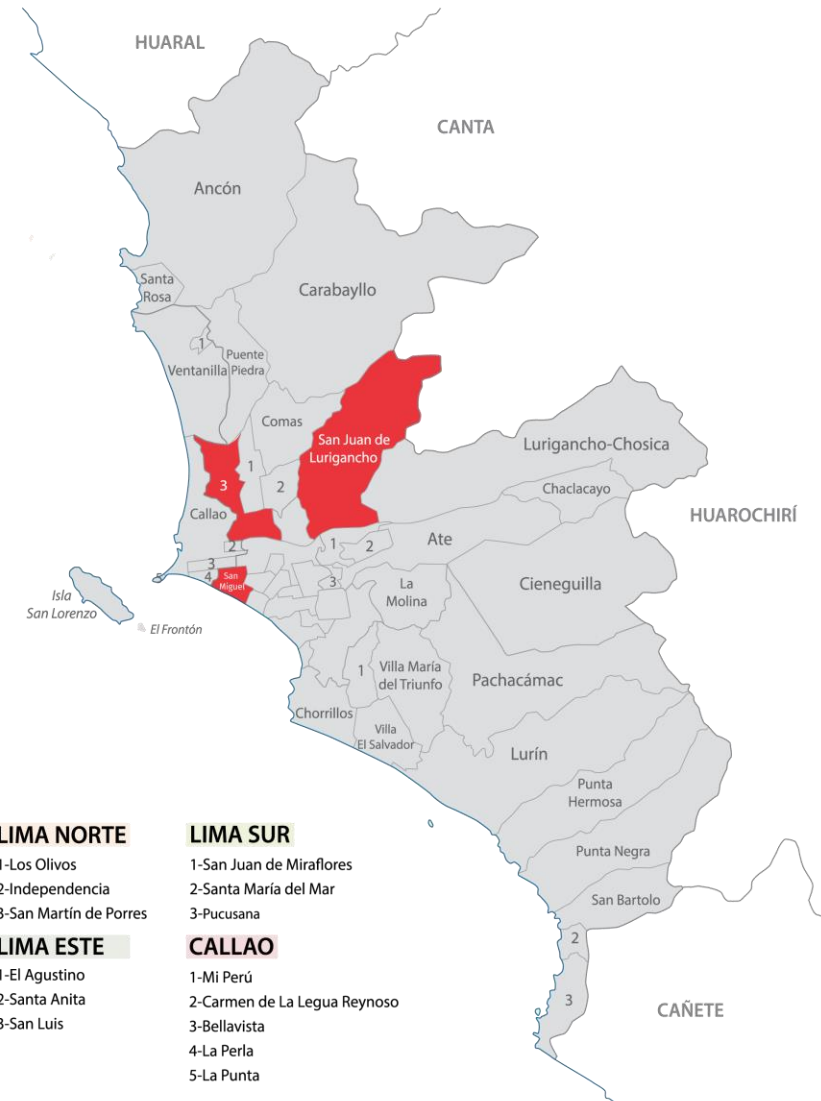 HUARAL
CANTA
Ancón
Santa
Rosa
Carabayllo
1
Ventanilla
Puente
Piedra
Comas
San Juan de
Lurigancho
Lurigancho-Chosica
1
3
2
Chaclacayo
Callao
HUAROCHIRÍ
2
1
2
Ate
3
5
4
San
Miguel
3
La
Molina
Cieneguilla
Isla
San Lorenzo
El Frontón
1
Villa María
del Triunfo
Pachacámac
Chorrillos
Villa
El Salvador
Lurín
Punta
Hermosa
Punta Negra
San Bartolo
2
3
CAÑETE
LIMA NORTE
1-Los Olivos
2-Independencia
3-San Martín de Porres
LIMA ESTE
1-El Agustino
2-Santa Anita
3-San Luis
LIMA SUR
1-San Juan de Miraflores
2-Santa María del Mar
3-Pucusana
CALLAO
1-Mi Perú
2-Carmen de La Legua Reynoso
3-Bellavista
4-La Perla
5-La Punta